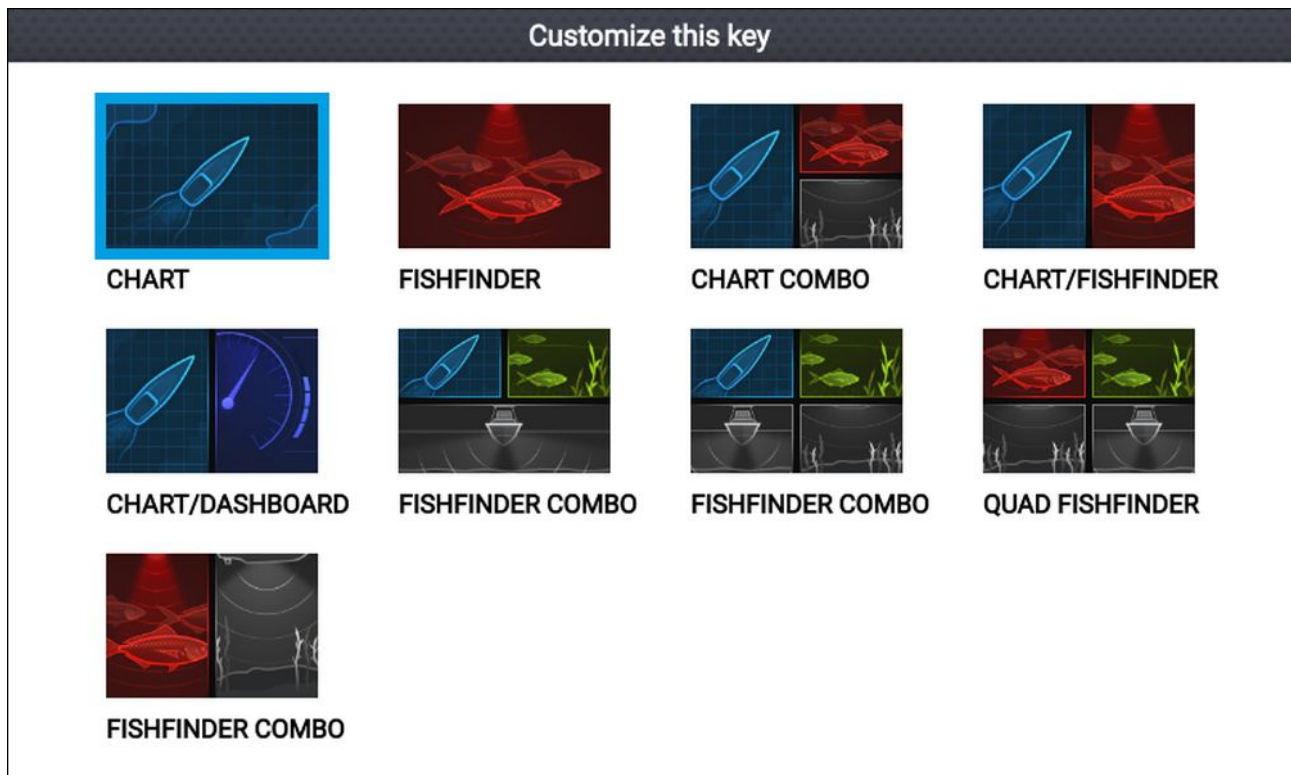 Customize this key
CHART
FISHFINDER
CHART COMBO
CHART/FISHFINDER
CHART/DASHBOARD
FISHFINDER COMBO
FISHFINDER COMBO
QUAD FISHFINDER
FISHFINDER COMBO